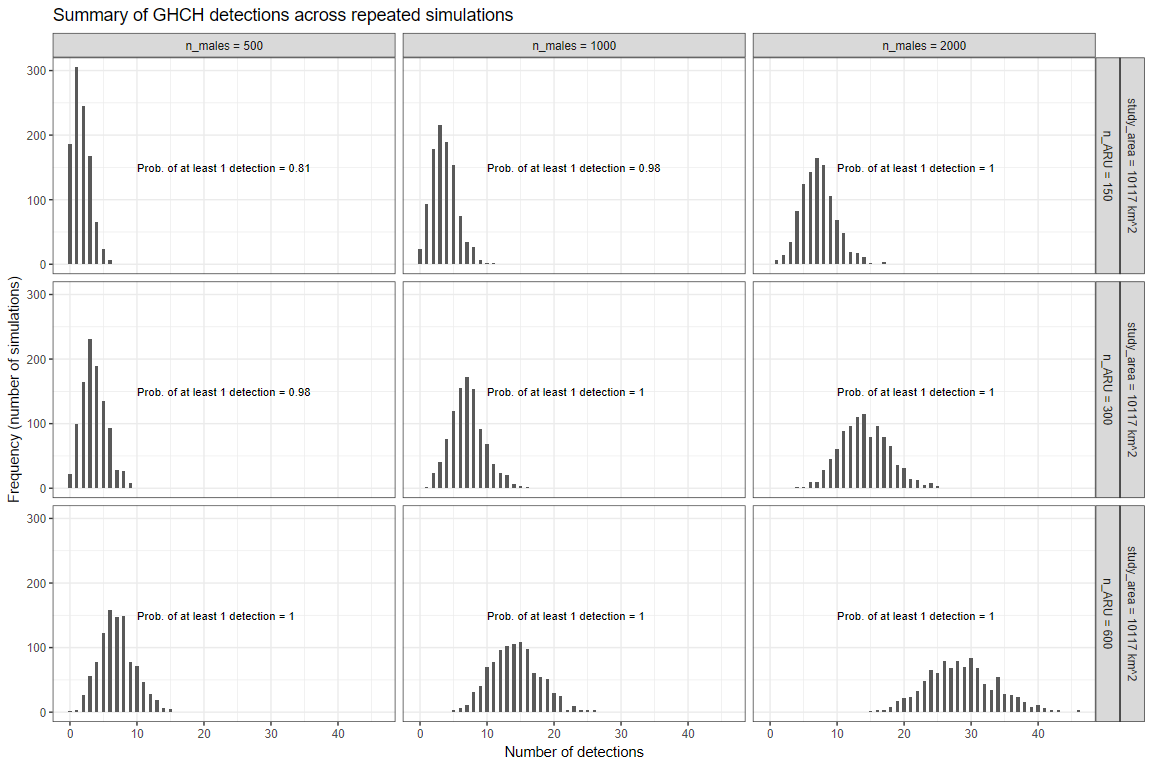 Summary of GHCH detections across repeated simulations
n_males = 500
n_males = 1000
n_males = 2000
300
200
100
0
Prob. of at least 1 detection = 0.81
Prob. of at least 1 detection = 0.98
Prob. of at least 1 detection = 1
n_ARU = 150
study_area = 10117 km^2
300
200
100
0
Prob. of at least 1 detection = 0.98
Prob. of at least 1 detection = 1
Prob. of at least 1 detection = 1
n_ARU = 300
study_area = 10117 km^2
300
200
100
0
Prob. of at least 1 detection = 1
Prob. of at least 1 detection = 1
Prob. of at least 1 detection = 1
n_ARU = 600
study_area = 10117 km^2
Frequency (number of simulations)
0 10 20 30 40
0 10 20 30 40
0 10 20 30 40
Number of detections